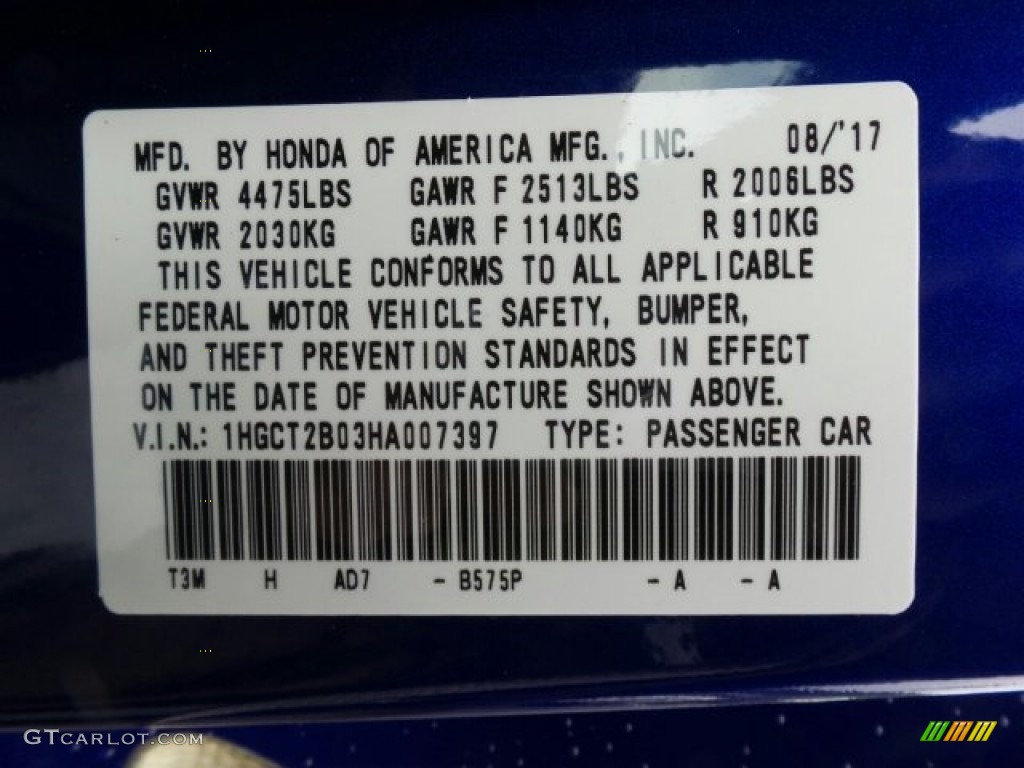 MFD. BY HONDA OF AMERICA MFG., INC. 08/'17
GVWR 4475LBS GAWR F 2513LBS R 2006LBS
GVWR 2030KG GAWR F 1140KG R 910KG
THIS VEHICLE CONFORMS TO ALL APPLICABLE
FEDERAL MOTOR VEHICLE SAFETY, BUMPER,
AND THEFT PREVENTION STANDARDS IN EFFECT
ON THE DATE OF MANUFACTURE SHOWN ABOVE.
V.I.N.: 1HGCT2B03HA007397 TYPE: PASSENGER CAR
T3M H AD7 - B575P - A - A
GTCARLOT.COM